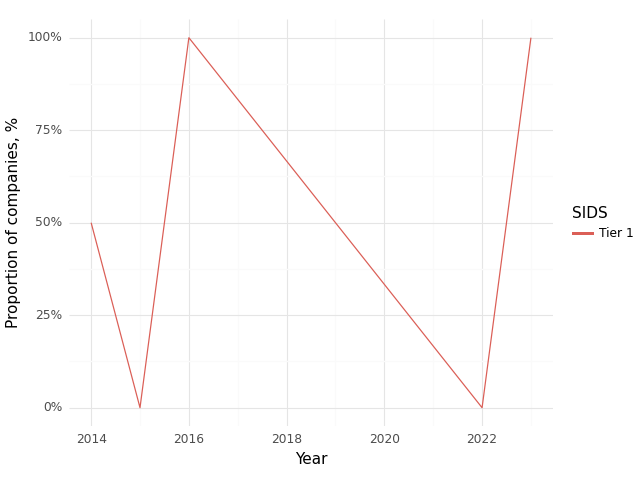 100%
75%
50%
25%
0%
Proportion of companies, %
2014
2016
2018
2020
2022
Year
SIDS
Tier 1